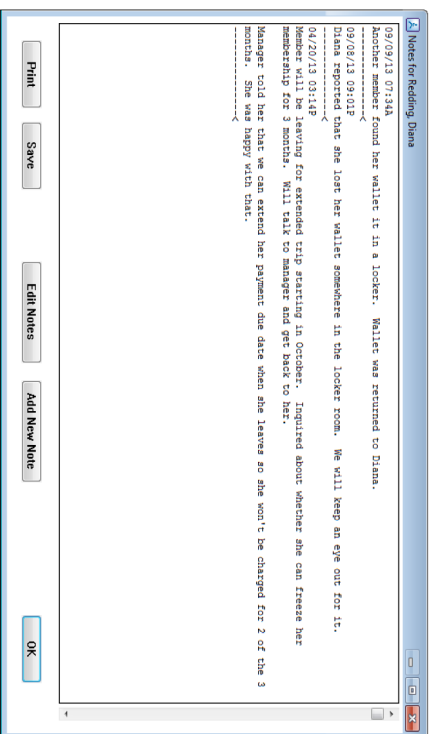 Notes for Redding, Diana
09/09/13 07:34A
Another member found her wallet it in a locker.  Wallet was returned to Diana.
------------<
09/08/13 09:01P
Diana reported that she lost her wallet somewhere in the locker room.  We will keep an eye out for it.
------------<
04/20/13 03:14P
Member will be leaving for extended trip starting in October.  Inquired about whether she can freeze her
membership for 3 months.  Will talk to manager and get back to her.

Manager told her that we can extend her payment due date when she leaves so she won't be charged for 2 of the 3
months.  She was happy with that.
------------<
Print Save Edit Notes Add New Note OK